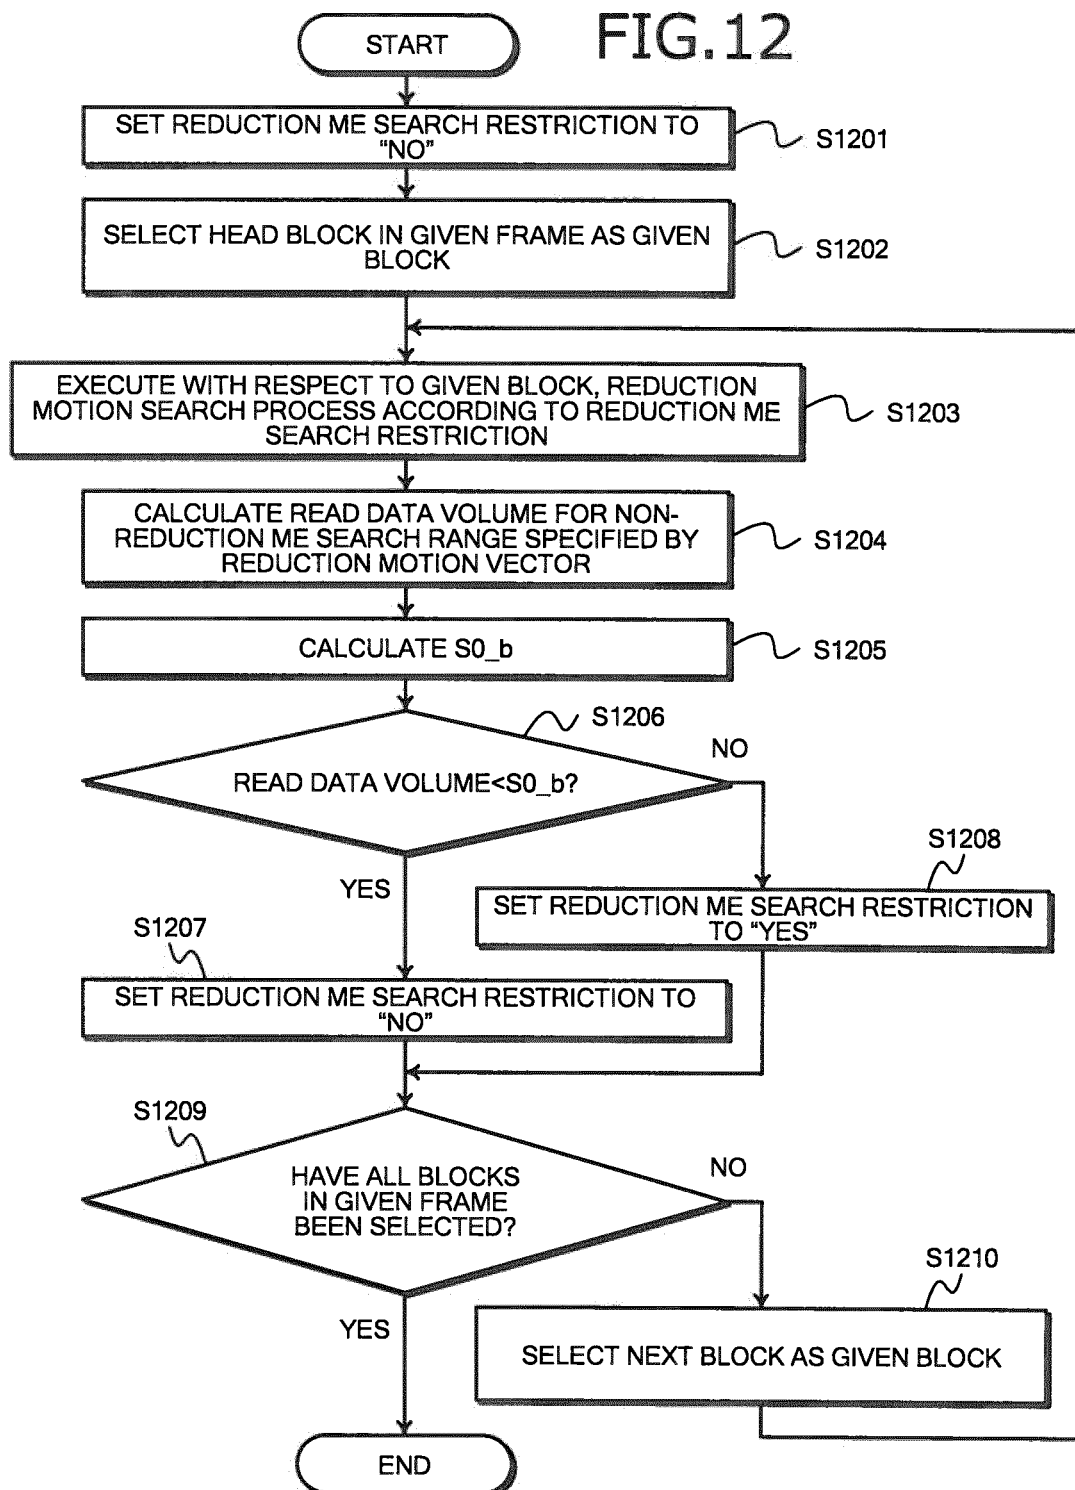 FIG.12
START
SET REDUCTION ME SEARCH RESTRICTION TO
“NO”
S1201
SELECT HEAD BLOCK IN GIVEN FRAME AS GIVEN
BLOCK
S1202
EXECUTE WITH RESPECT TO GIVEN BLOCK, REDUCTION
MOTION SEARCH PROCESS ACCORDING TO REDUCTION ME
SEARCH RESTRICTION
S1203
CALCULATE READ DATA VOLUME FOR NON-
REDUCTION ME SEARCH RANGE SPECIFIED BY
REDUCTION MOTION VECTOR
S1204
CALCULATE S0_b
S1205
S1206
READ DATA VOLUME<S0_b?
NO
YES
S1208
SET REDUCTION ME SEARCH RESTRICTION
TO “YES”
S1207
SET REDUCTION ME SEARCH RESTRICTION TO
“NO”
S1209
HAVE ALL BLOCKS
IN GIVEN FRAME
BEEN SELECTED?
NO
YES
S1210
SELECT NEXT BLOCK AS GIVEN BLOCK
END